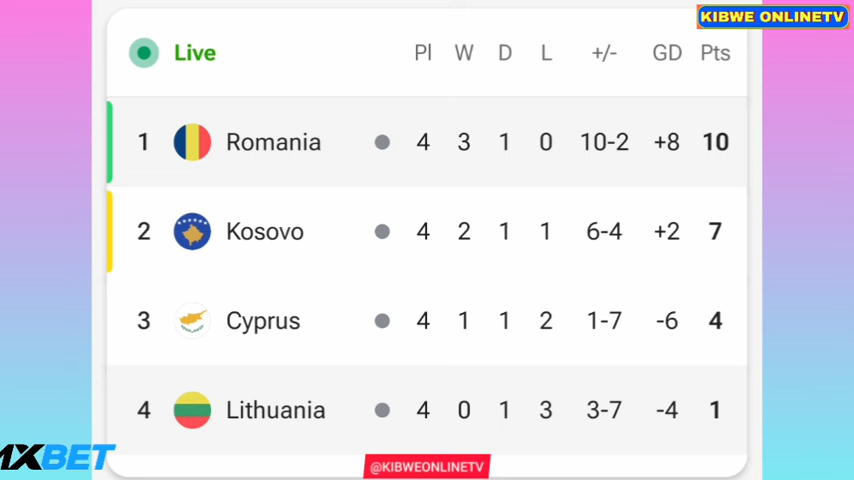 KIBWE ONLINETV
Live Pl W D L +/- GD Pts
1 Romania 4 3 1 0 10-2 +8 10
2 Kosovo 4 2 1 1 6-4 +2 7
3 Cyprus 4 1 1 2 1-7 -6 4
4 Lithuania 4 0 1 3 3-7 -4 1
1XBET
@KIBWEONLINETV